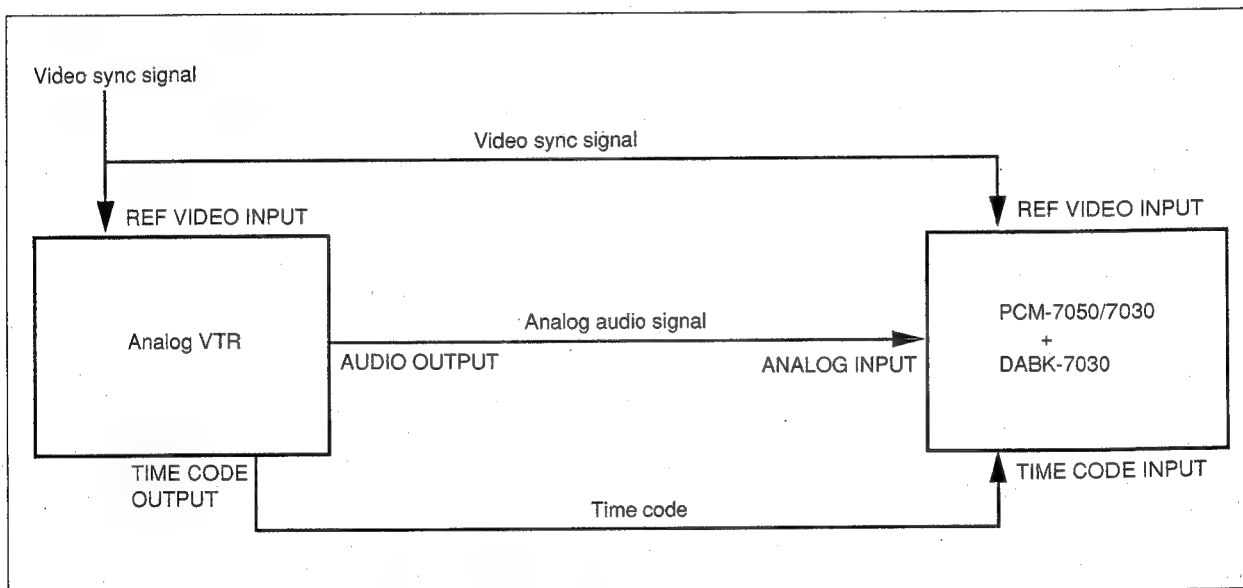 Video sync signal
Video sync signal
REF VIDEO INPUT
REF VIDEO INPUT
Analog VTR
Analog audio signal
PCM-7050/7030
+
DABK-7030
AUDIO OUTPUT
ANALOG INPUT
TIME CODE
OUTPUT
TIME CODE INPUT
Time code